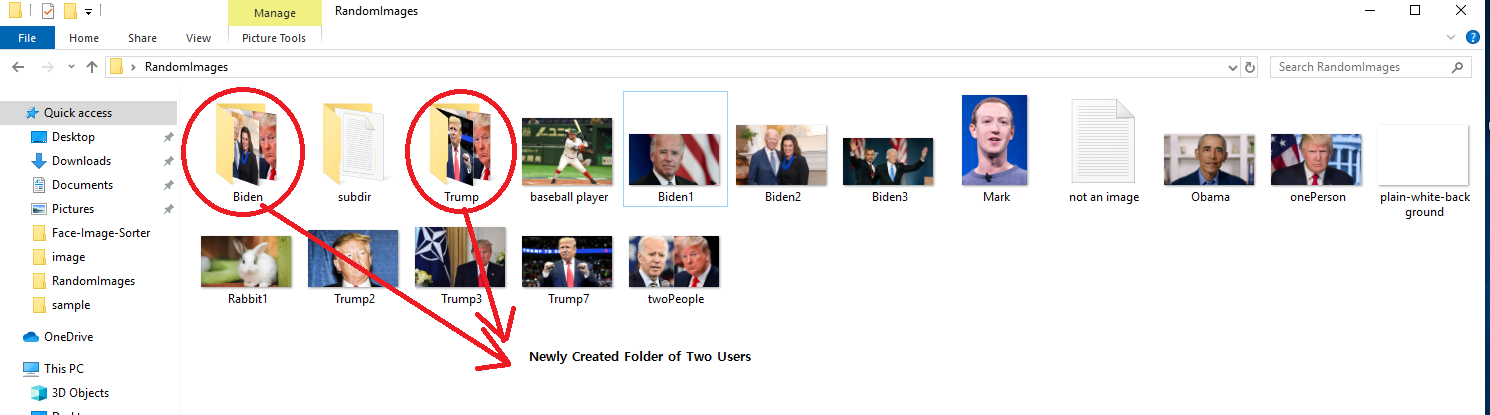 Manage
RandomImages
File
Home
Share
View
Picture Tools
RandomImages
Search RandomImages
Quick access
Desktop
Downloads
Documents
Pictures
Face-Image-Sorter
image
RandomImages
sample
OneDrive
This PC
3D Objects
Biden
subdir
Trump
baseball player
Biden1
Biden2
Biden3
Mark
not an image
Obama
onePerson
plain-white-back
ground
Rabbit1
Trump2
Trump3
Trump7
twoPeople
Newly Created Folder of Two Users